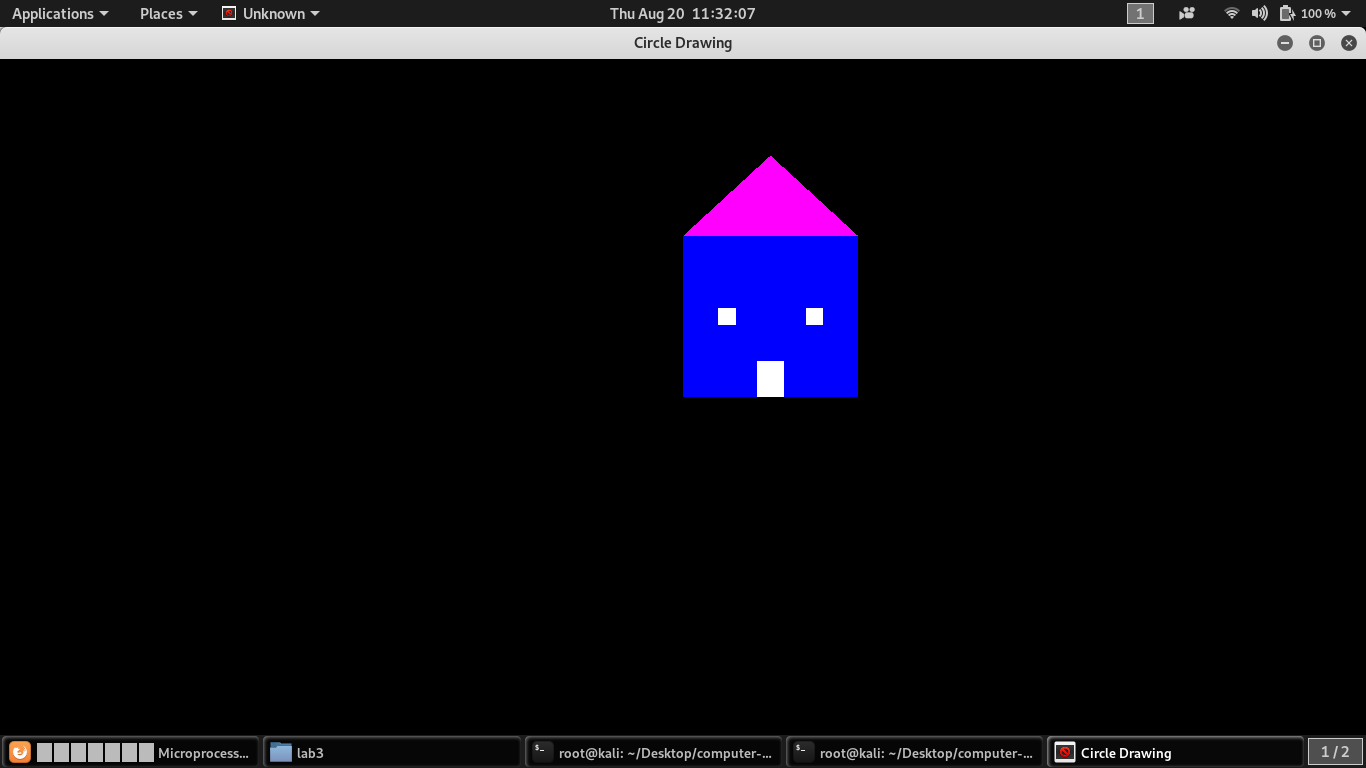 Applications Places Unknown Thu Aug 20 11:32:07 1 100 %
Circle Drawing
Microprocess... lab3 root@kali: ~/Desktop/computer-... root@kali: ~/Desktop/computer-... Circle Drawing 1 / 2